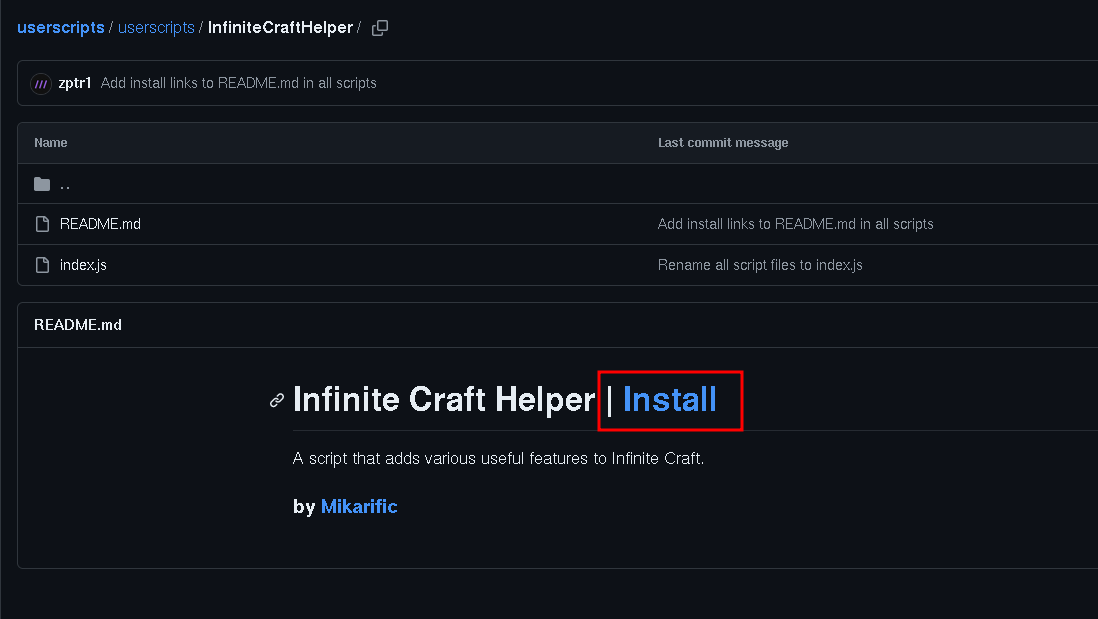 userscripts / userscripts / InfiniteCraftHelper /
zptr1 Add install links to README.md in all scripts
Name Last commit message
..
README.md Add install links to README.md in all scripts
index.js Rename all script files to index.js
README.md
Infinite Craft Helper | Install
A script that adds various useful features to Infinite Craft.
by Mikarific